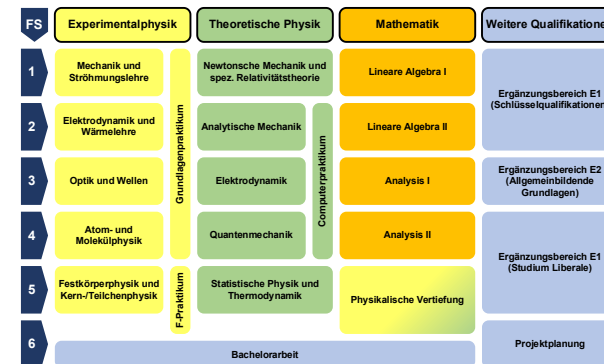 FS
Experimentalphysik
Theoretische Physik
Mathematik
Weitere Qualifikatione
1
Mechanik und
Ströhmungslehre
Newtonsche Mechanik und
spez. Relativitätstheorie
Lineare Algebra I
Ergänzungsbereich E1
(Schlüsselqualifikationen
2
Elektrodynamik und
Wärmelehre
Grundlagenpraktikum
Analytische Mechanik
Computerpraktikum
Lineare Algebra II
3
Optik und Wellen
Elektrodynamik
Analysis I
Ergänzungsbereich E2
(Allgemeinbildende
Grundlagen)
4
Atom- und
Molekülphysik
Quantenmechanik
Analysis II
Ergänzungsbereich E1
(Studium Liberale)
5
Festkörperphysik und
Kern-/Teilchenphysik
F-Praktikum
Statistische Physik und
Thermodynamik
Physikalische Vertiefung
6
Bachelorarbeit
Projektplanung